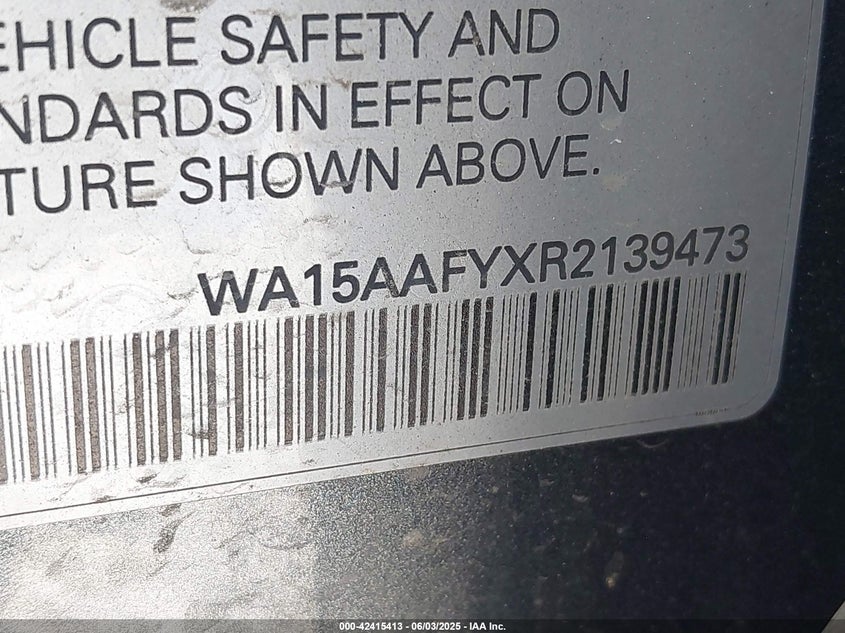 EHICLE SAFETY AND
NDARDS IN EFFECT ON
TURE SHOWN ABOVE.
WA15AAFYXR2139473
000-42415413 - 06/03/2025 - IAA Inc.